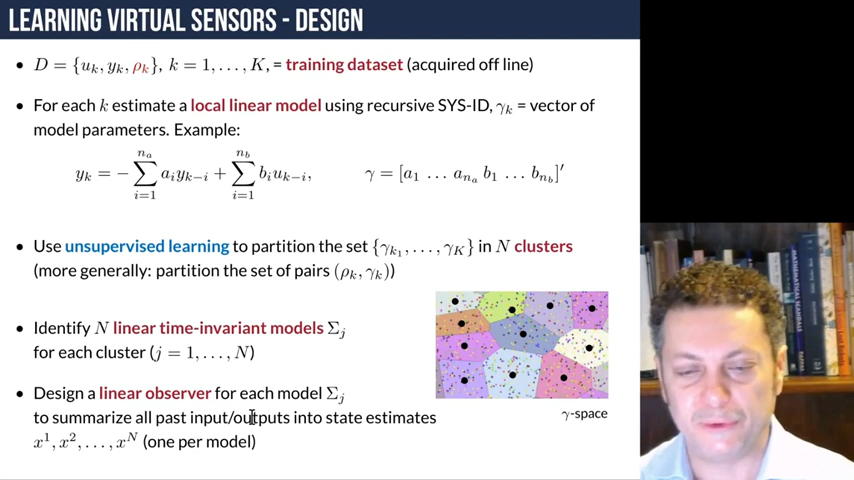 LEARNING VIRTUAL SENSORS - DESIGN
• D = {u_k, y_k, ρ_k}, k = 1, . . . , K, = training dataset (acquired off line)
• For each k estimate a local linear model using recursive SYS-ID, γ_k = vector of
model parameters. Example:
y_k = − ∑_{i=1}^{n_a} a_i y_{k−i} + ∑_{i=1}^{n_b} b_i u_{k−i}, γ = [a_1 . . . a_{n_a} b_1 . . . b_{n_b}]′
• Use unsupervised learning to partition the set {γ_{k_1}, . . . , γ_K} in N clusters
(more generally: partition the set of pairs (ρ_k, γ_k))
• Identify N linear time-invariant models Σ_j
for each cluster (j = 1, . . . , N)
• Design a linear observer for each model Σ_j
to summarize all past input/outputs into state estimates
x^1, x^2, . . . , x^N (one per model)
γ-space